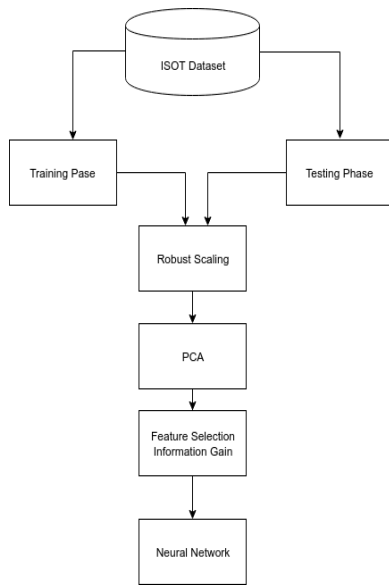 ISOT Dataset
Training Pase
Testing Phase
Robust Scaling
PCA
Feature Selection
Information Gain
Neural Network